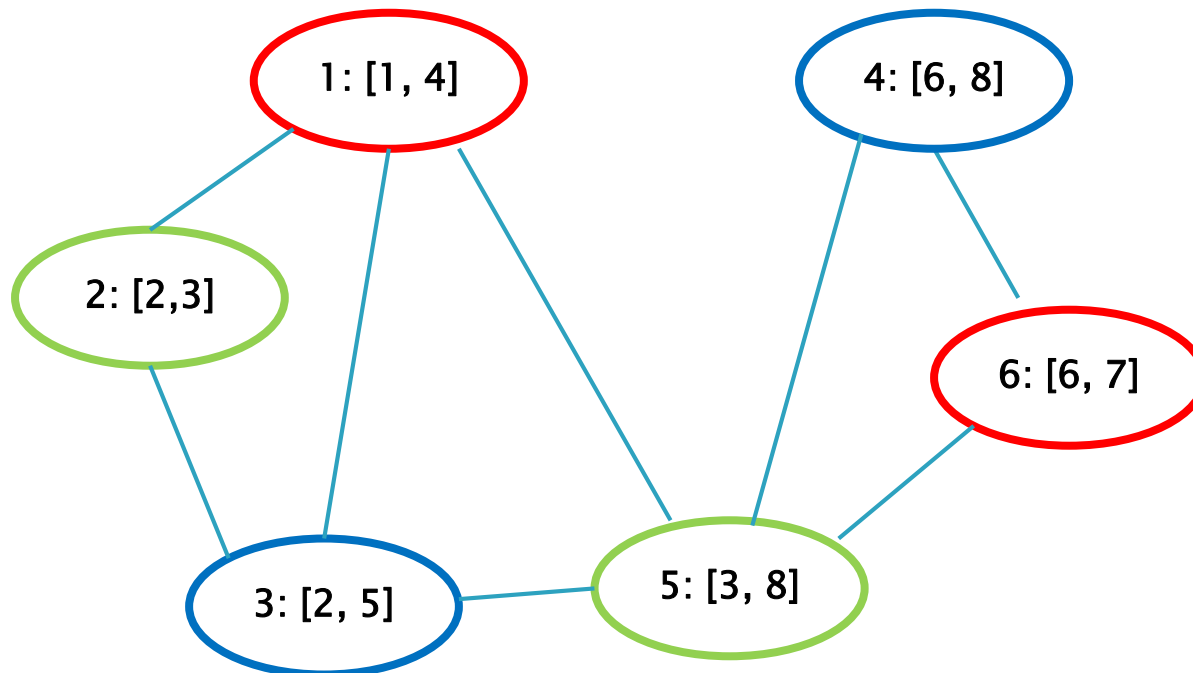 1: [1, 4]
4: [6, 8]
2: [2,3]
6: [6, 7]
3: [2, 5]
5: [3, 8]